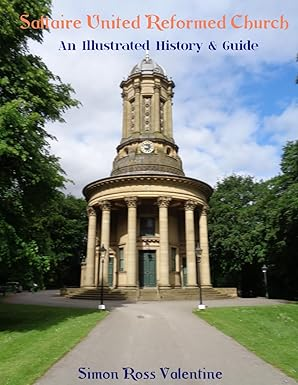 Saltaire United Reformed Church
An Illustrated History & Guide
Simon Ross Valentine